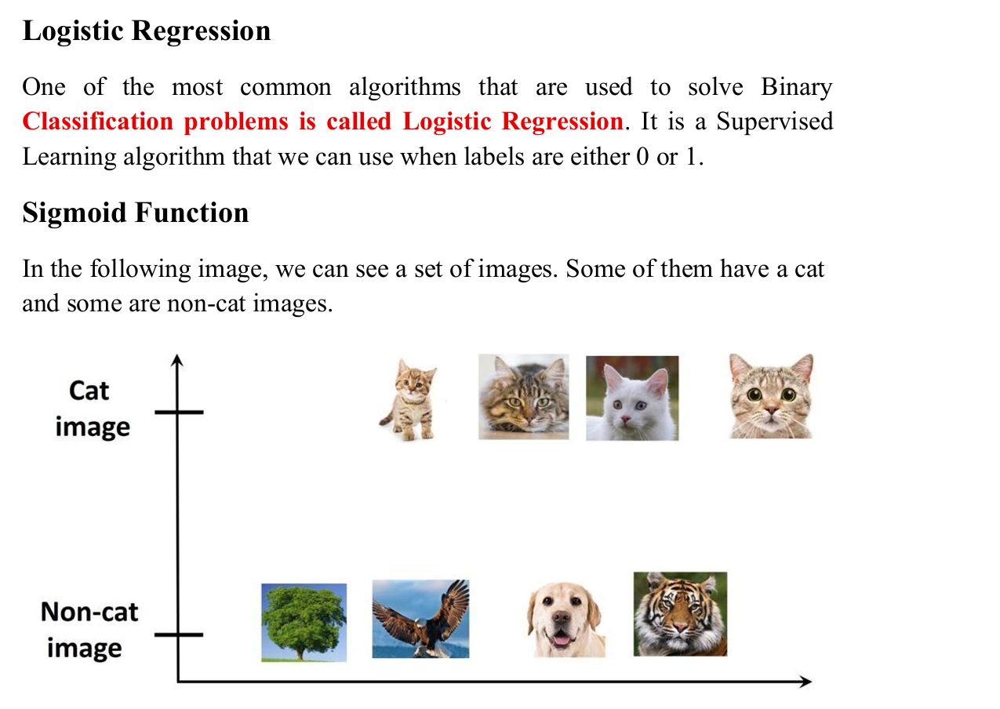 Logistic Regression
One of the most common algorithms that are used to solve Binary
Classification problems is called Logistic Regression. It is a Supervised
Learning algorithm that we can use when labels are either 0 or 1.
Sigmoid Function
In the following image, we can see a set of images. Some of them have a cat
and some are non-cat images.
Cat
image
Non-cat
image